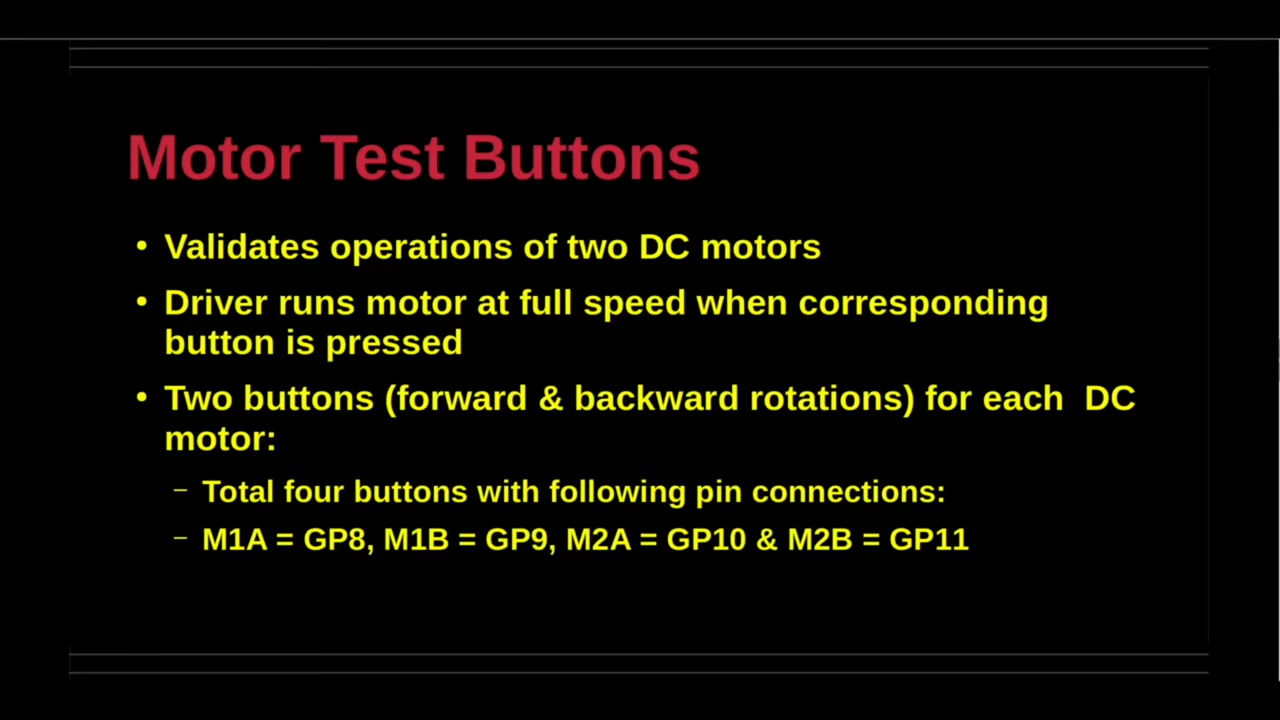 Motor Test Buttons
• Validates operations of two DC motors
• Driver runs motor at full speed when corresponding
button is pressed
• Two buttons (forward & backward rotations) for each  DC
motor:
– Total four buttons with following pin connections:
– M1A = GP8, M1B = GP9, M2A = GP10 & M2B = GP11